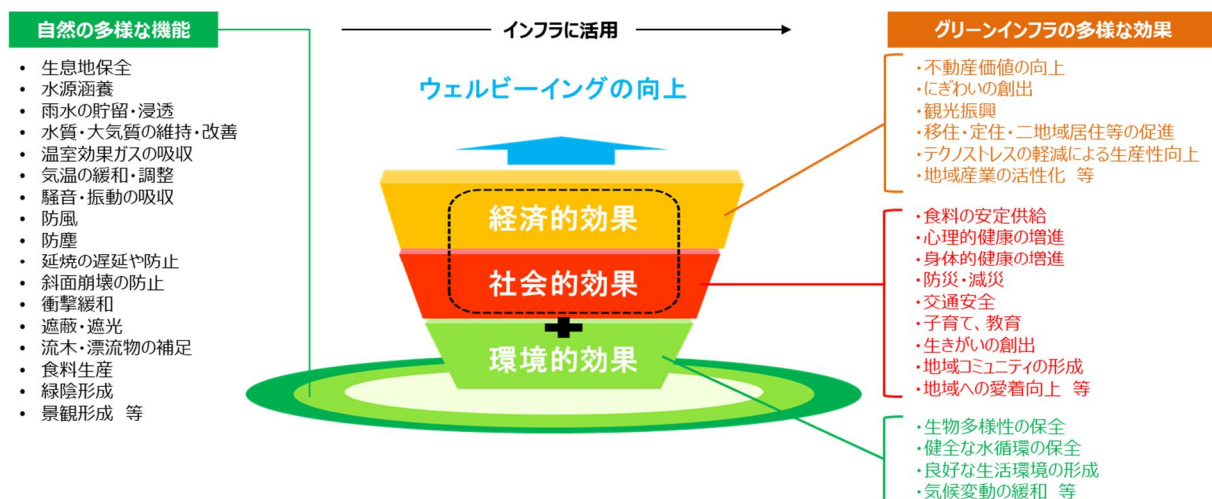 自然の多様な機能
・ 生息地保全
・ 水源涵養
・ 雨水の貯留・浸透
・ 水質・大気質の維持・改善
・ 温室効果ガスの吸収
・ 気温の緩和・調整
・ 騒音・振動の吸収
・ 防風
・ 防塵
・ 延焼の遅延や防止
・ 斜面崩壊の防止
・ 衝撃緩和
・ 遮蔽・遮光
・ 流木・漂流物の補足
・ 食料生産
・ 緑陰形成
・ 景観形成 等
インフラに活用
ウェルビーイングの向上
経済的効果
社会的効果
+
環境的効果
グリーンインフラの多様な効果
・不動産価値の向上
・にぎわいの創出
・観光振興
・移住・定住・二地域居住等の促進
・テクノストレスの軽減による生産性向上
・地域産業の活性化 等
・食料の安定供給
・心理的健康の増進
・身体的健康の増進
・防災・減災
・交通安全
・子育て、教育
・生きがいの創出
・地域コミュニティの形成
・地域への愛着向上 等
・生物多様性の保全
・健全な水循環の保全
・良好な生活環境の形成
・気候変動の緩和 等